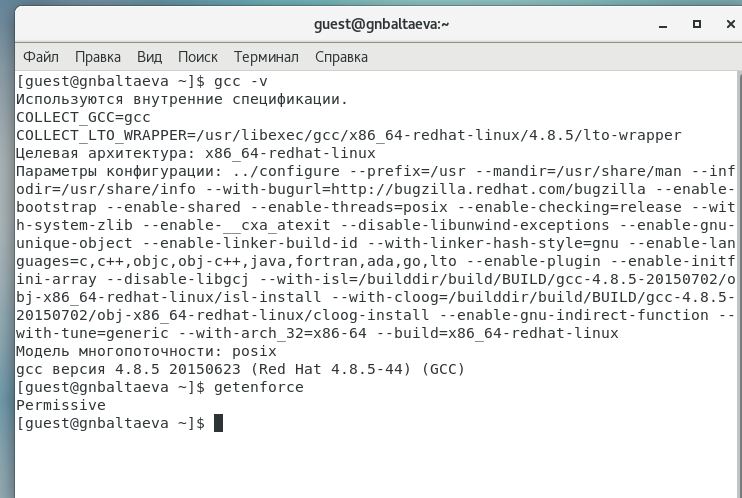 guest@gnbaltaeva:~
Файл Правка Вид Поиск Терминал Справка
[guest@gnbaltaeva ~]$ gcc -v
Используются внутренние спецификации.
COLLECT_GCC=gcc
COLLECT_LTO_WRAPPER=/usr/libexec/gcc/x86_64-redhat-linux/4.8.5/lto-wrapper
Целевая архитектура: x86_64-redhat-linux
Параметры конфигурации: ../configure --prefix=/usr --mandir=/usr/share/man --inf
odir=/usr/share/info --with-bugurl=http://bugzilla.redhat.com/bugzilla --enable-
bootstrap --enable-shared --enable-threads=posix --enable-checking=release --wit
h-system-zlib --enable-__cxa_atexit --disable-libunwind-exceptions --enable-gnu-
unique-object --enable-linker-build-id --with-linker-hash-style=gnu --enable-lan
guages=c,c++,objc,obj-c++,java,fortran,ada,go,lto --enable-plugin --enable-initf
ini-array --disable-libgcj --with-isl=/builddir/build/BUILD/gcc-4.8.5-20150702/o
bj-x86_64-redhat-linux/isl-install --with-cloog=/builddir/build/BUILD/gcc-4.8.5-
20150702/obj-x86_64-redhat-linux/cloog-install --enable-gnu-indirect-function --
with-tune=generic --with-arch_32=x86-64 --build=x86_64-redhat-linux
Модель многопоточности: posix
gcc версия 4.8.5 20150623 (Red Hat 4.8.5-44) (GCC)
[guest@gnbaltaeva ~]$ getenforce
Permissive
[guest@gnbaltaeva ~]$